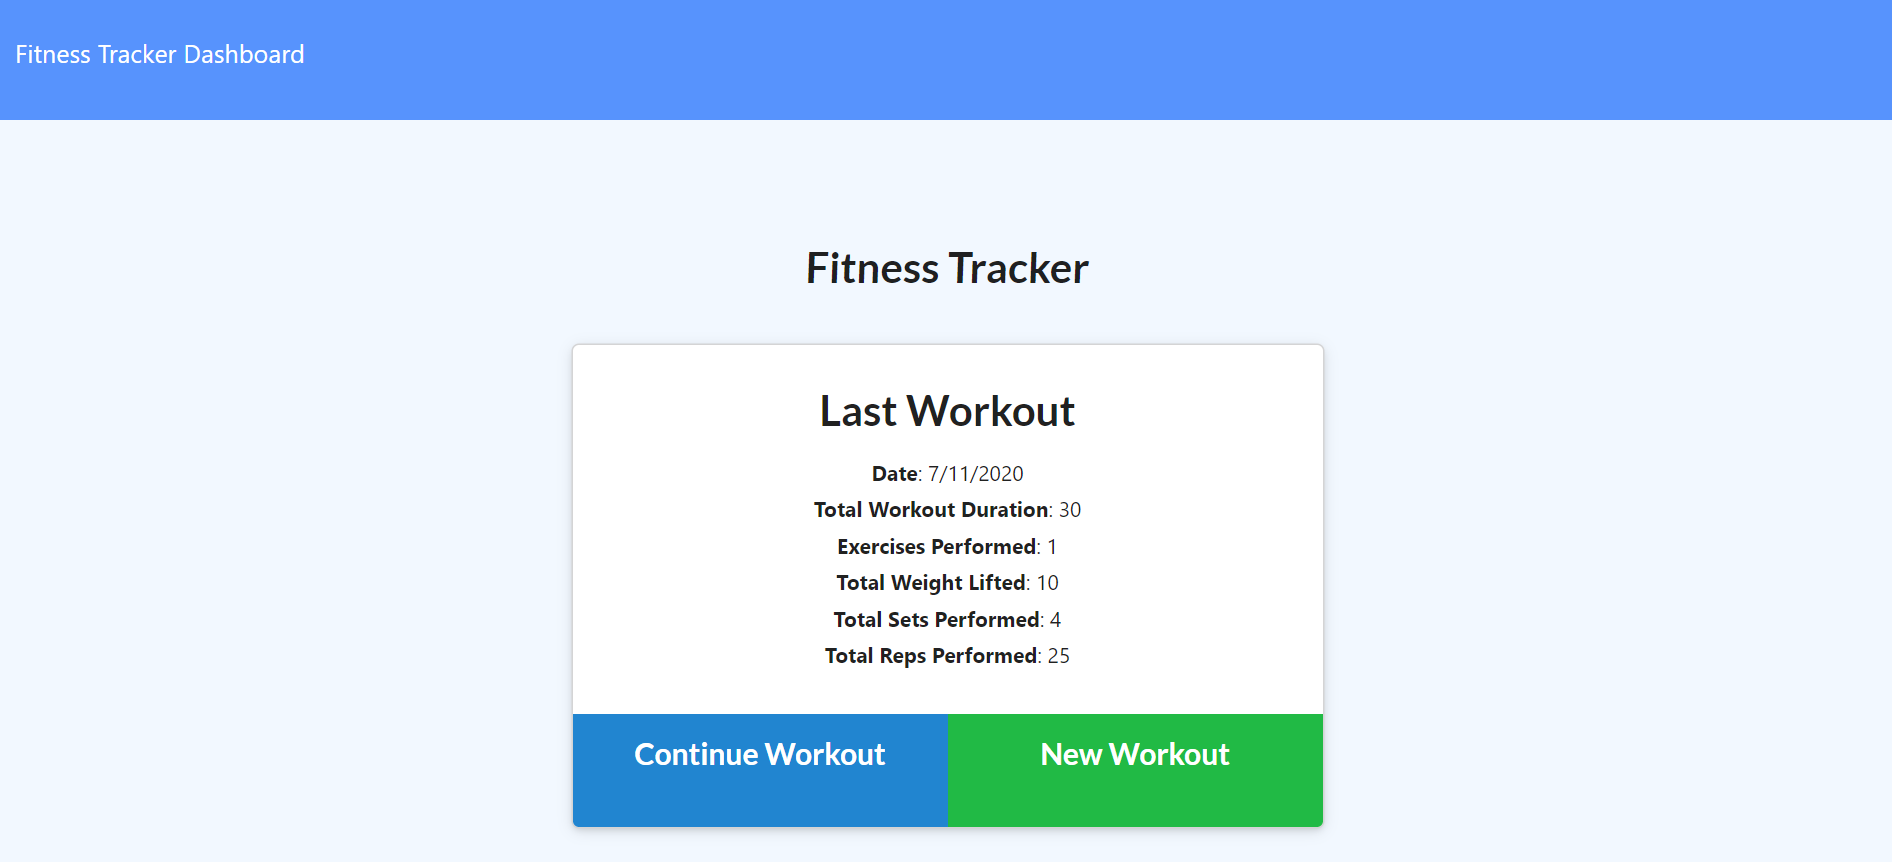 Fitness Tracker Dashboard
Fitness Tracker
Last Workout
Date: 7/11/2020
Total Workout Duration: 30
Exercises Performed: 1
Total Weight Lifted: 10
Total Sets Performed: 4
Total Reps Performed: 25
Continue Workout
New Workout